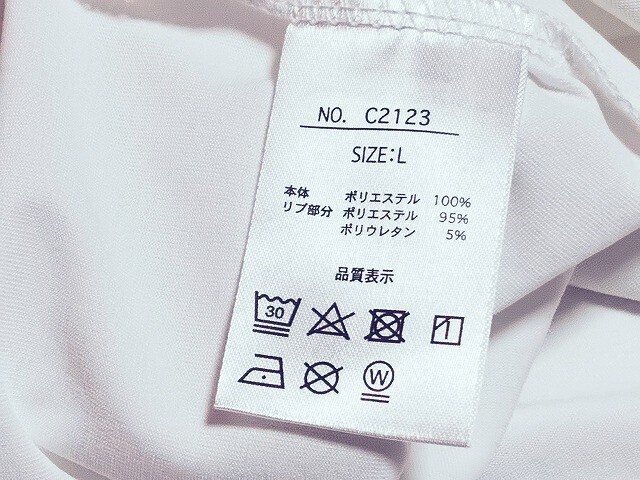 NO. C2123
SIZE:L
本体 ポリエステル 100%
リブ部分 ポリエステル 95%
ポリウレタン 5%
品質表示
30
W